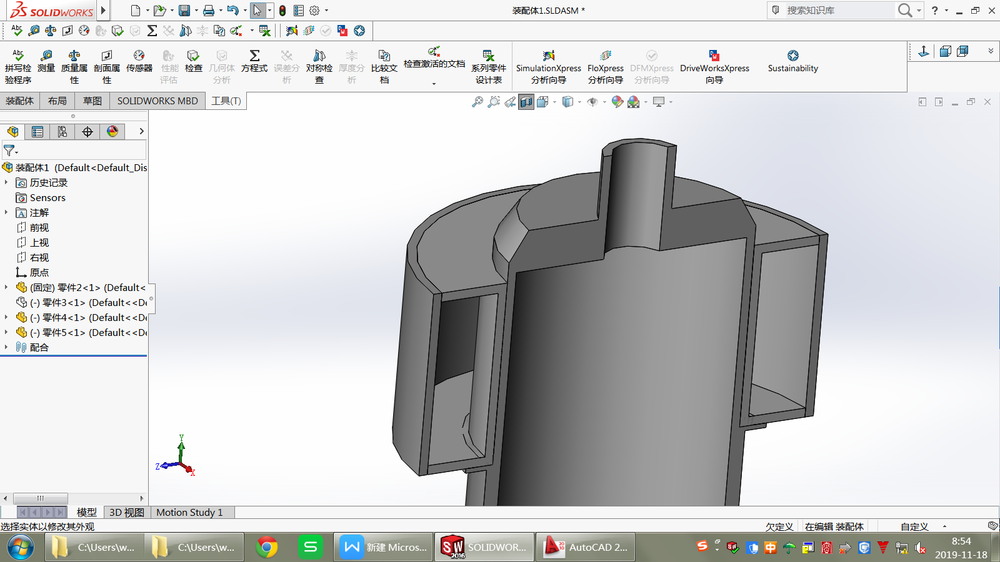 SOLIDWORKS
装配体1.SLDASM *
搜索知识库
拼写检验程序
测量
质量属性
剖面属性
传感器
性能评估
检查
几何体分析
方程式
误差分析
对称检查
厚度分析
比较文档
检查激活的文档
系列零件设计表
SimulationXpress 分析向导
FloXpress 分析向导
DFMXpress 分析向导
DriveWorksXpress 向导
Sustainability
装配体
布局
草图
SOLIDWORKS MBD
工具(T)
装配体1 (Default<Default_Dis
历史记录
Sensors
注解
前视
上视
右视
原点
(固定) 零件2<1> (Default<
(-) 零件3<1> (Default<<De
(-) 零件4<1> (Default<<De
(-) 零件5<1> (Default<<De
配合
Y
Z
X
模型
3D 视图
Motion Study 1
选择实体以修改其外观
欠定义
在编辑 装配体
自定义
C:\Users\w...
C:\Users\w...
新建 Micros...
SOLIDWOR...
AutoCAD 2...
中
8:54
2019-11-18